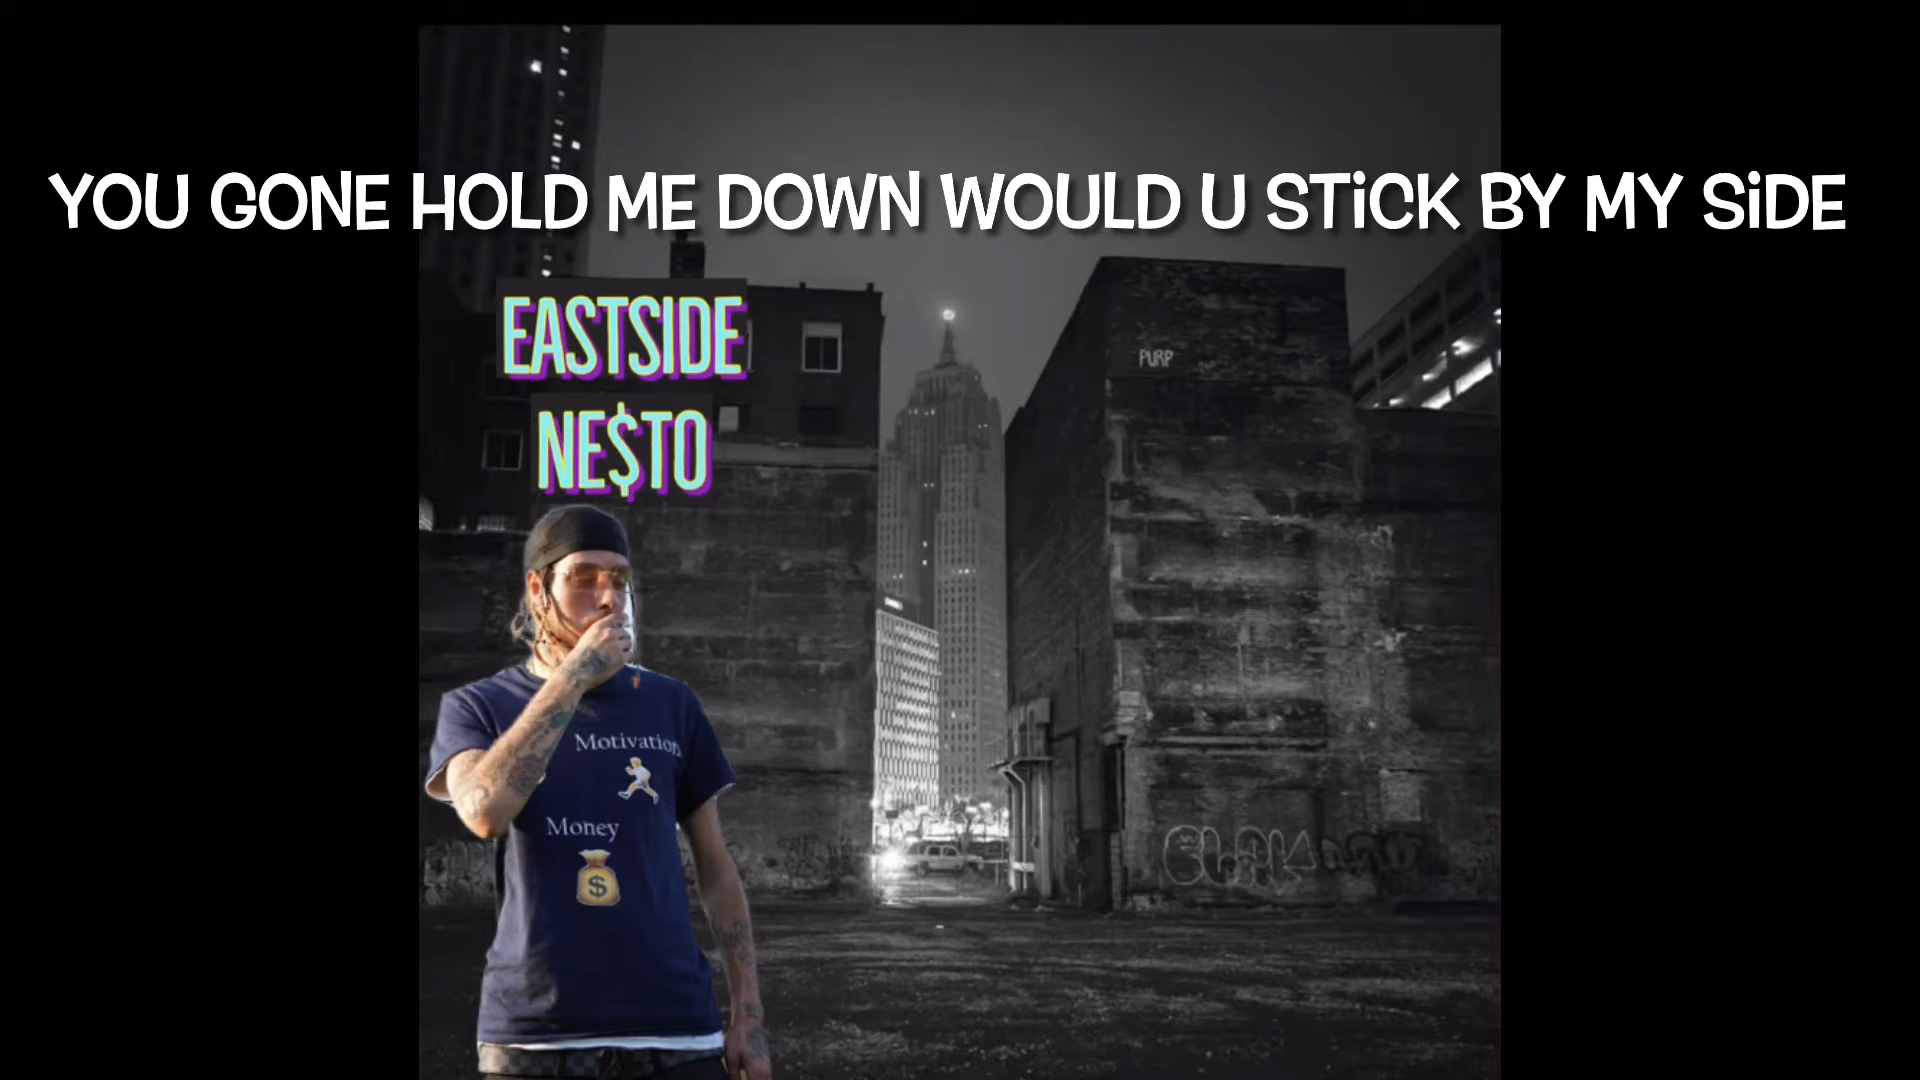 YOU GONE HOLD ME DOWN WOULD U STiCK BY MY SiDE
EASTSIDE
NE$TO
PURP
Motivation
Money
$